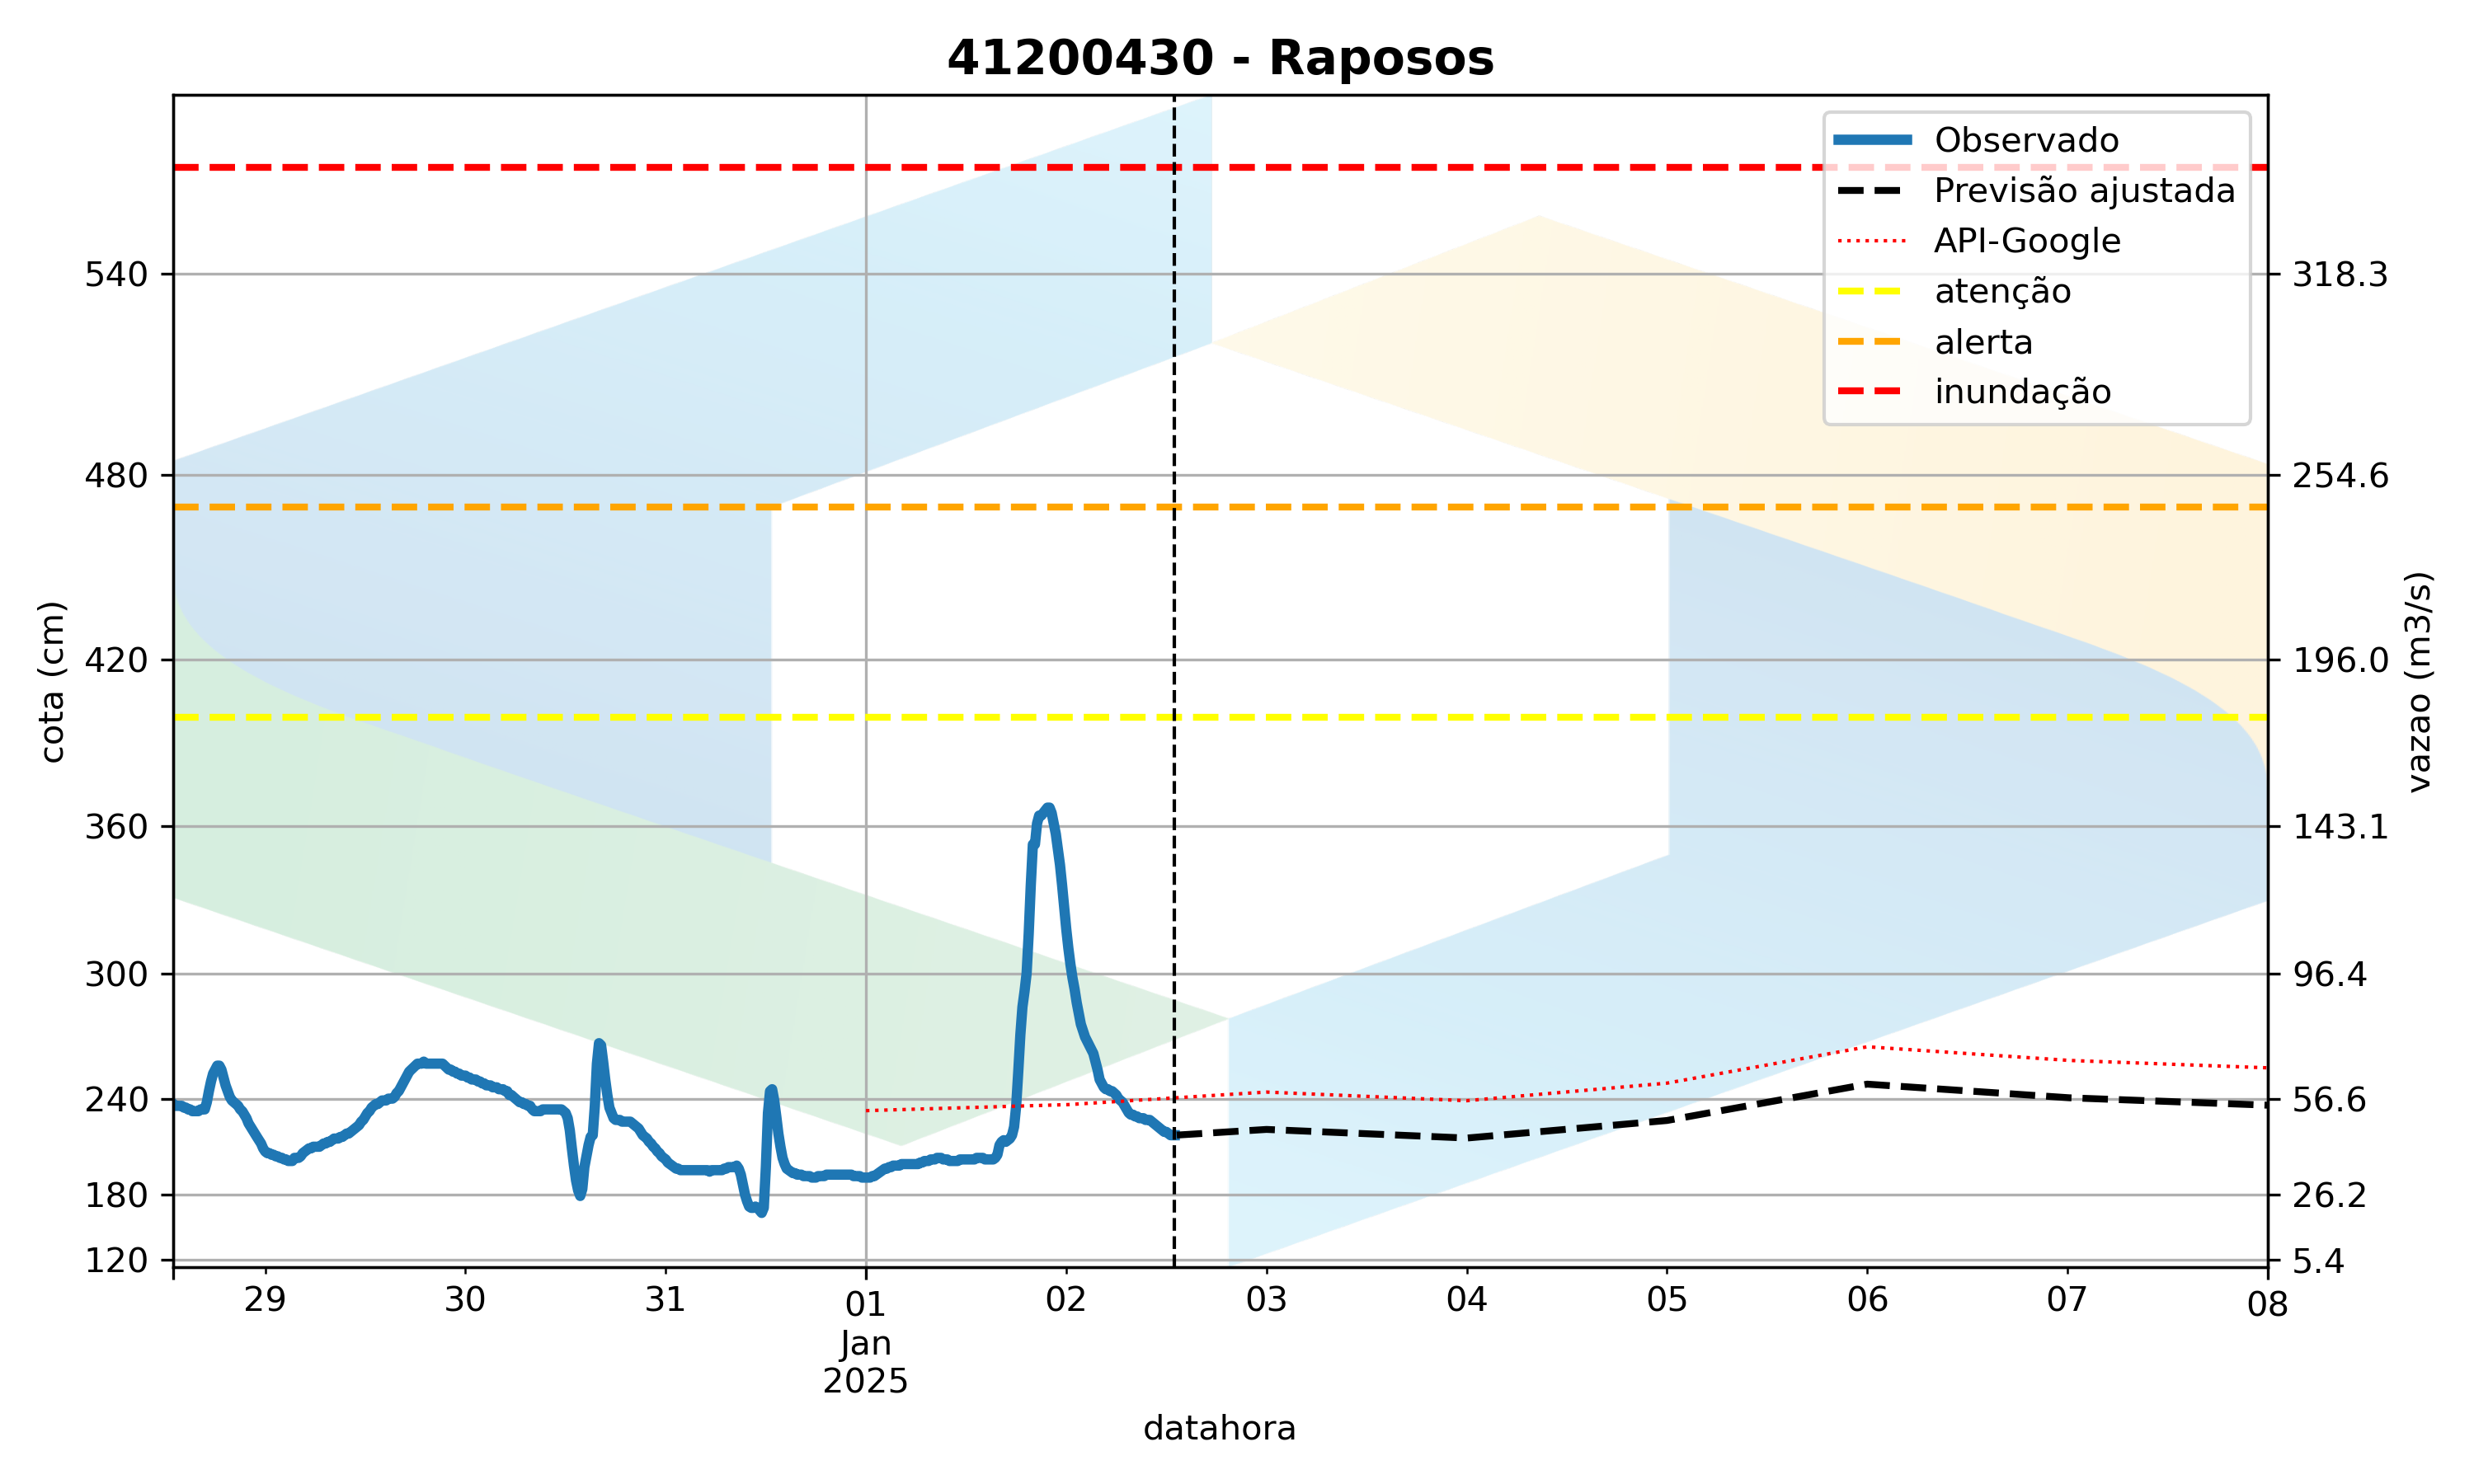 41200430 - Raposos
Observado
Previsão ajustada
API-Google
atenção
alerta
inundação
cota (cm)
540
480
420
360
300
240
180
120
318.3
254.6
196.0
143.1
96.4
56.6
26.2
5.4
vazao (m3/s)
29
30
31
01
02
03
04
05
06
07
08
Jan
2025
datahora